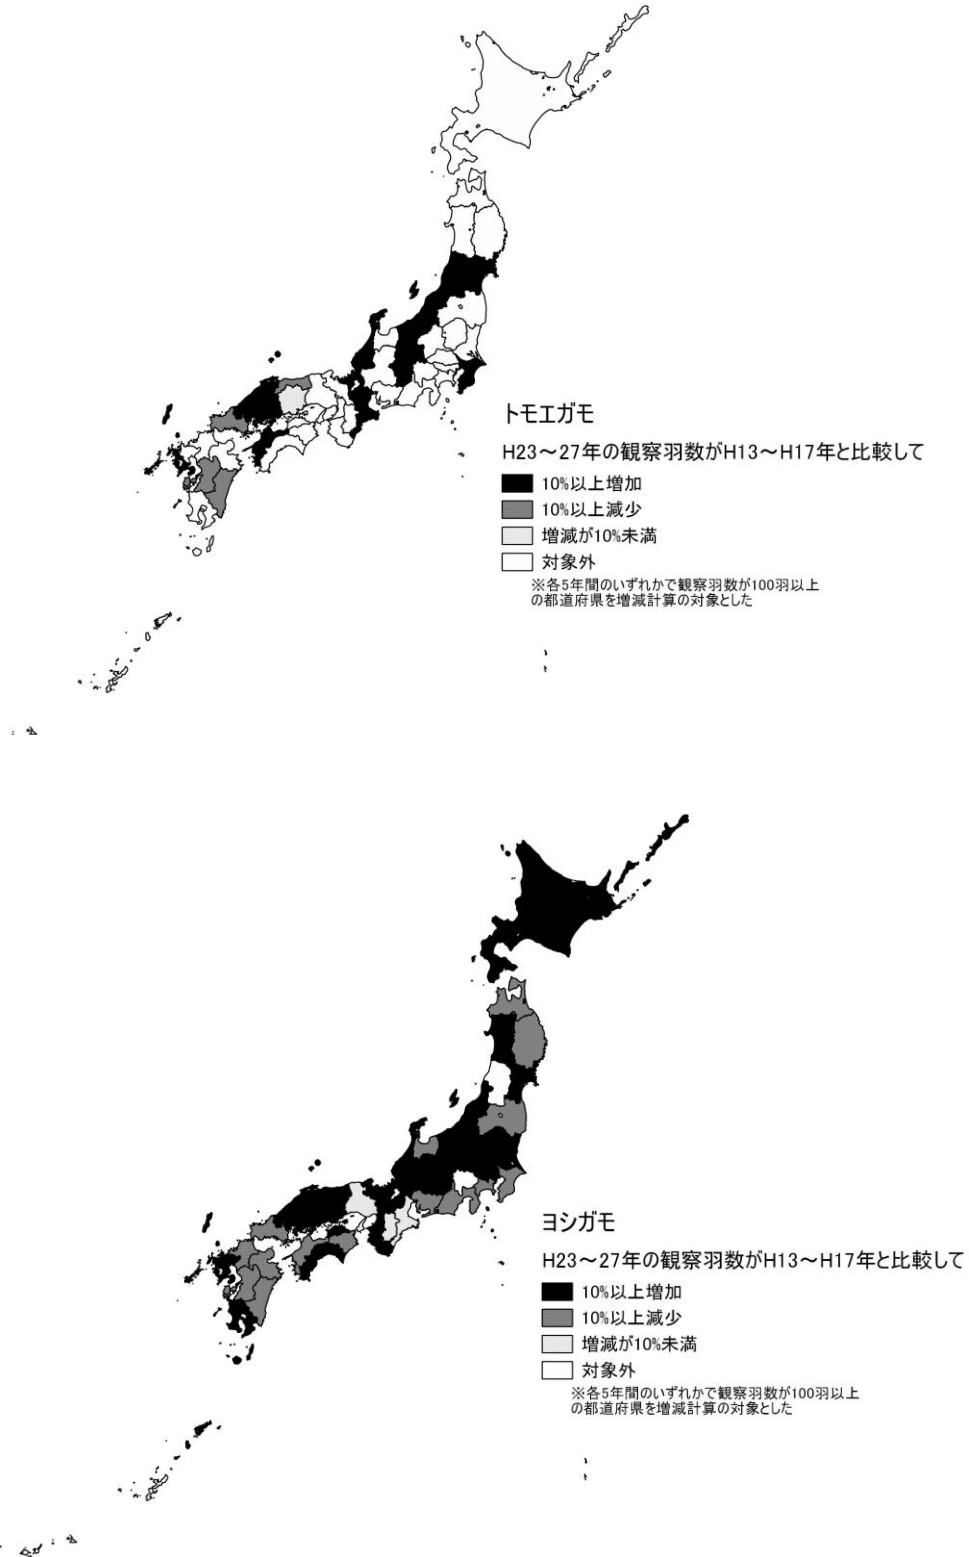 トモエガモ
H23～27年の観察羽数がH13～H17年と比較して
10%以上増加
10%以上減少
増減が10%未満
対象外
※各5年間のいずれかで観察羽数が100羽以上
の都道府県を増減計算の対象とした
ヨシガモ
H23～27年の観察羽数がH13～H17年と比較して
10%以上増加
10%以上減少
増減が10%未満
対象外
※各5年間のいずれかで観察羽数が100羽以上
の都道府県を増減計算の対象とした